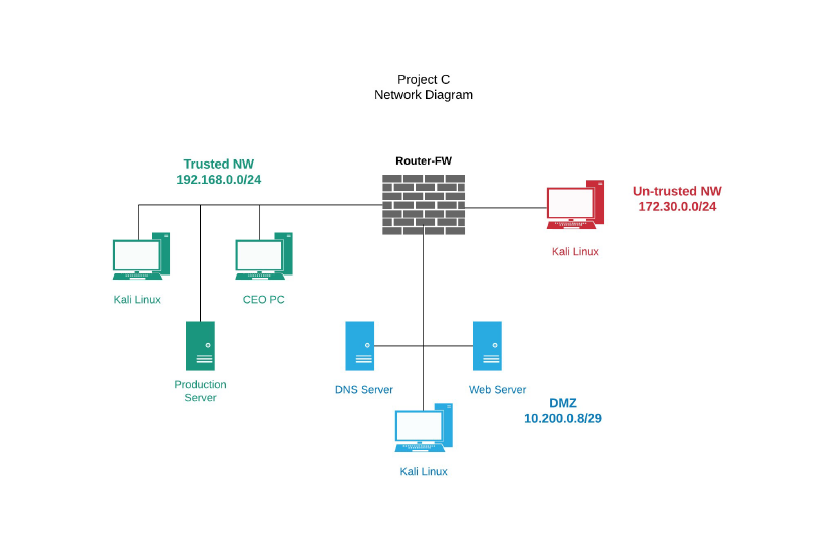 Project C
Network Diagram
Trusted NW
192.168.0.0/24
Router-FW
Un-trusted NW
172.30.0.0/24
Kali Linux
Kali Linux
CEO PC
Production
Server
DNS Server
Web Server
DMZ
10.200.0.8/29
Kali Linux